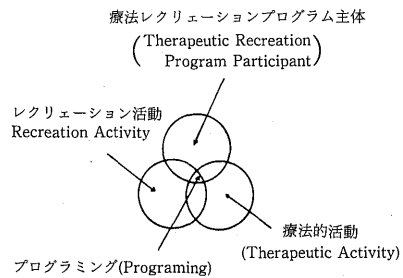 療法レクリェーションプログラム主体
(Therapeutic Recreation
Program Participant)
レクリェーション活動
Recreation Activity
療法的活動
(Therapeutic Activity)
プログラミング(Programing)